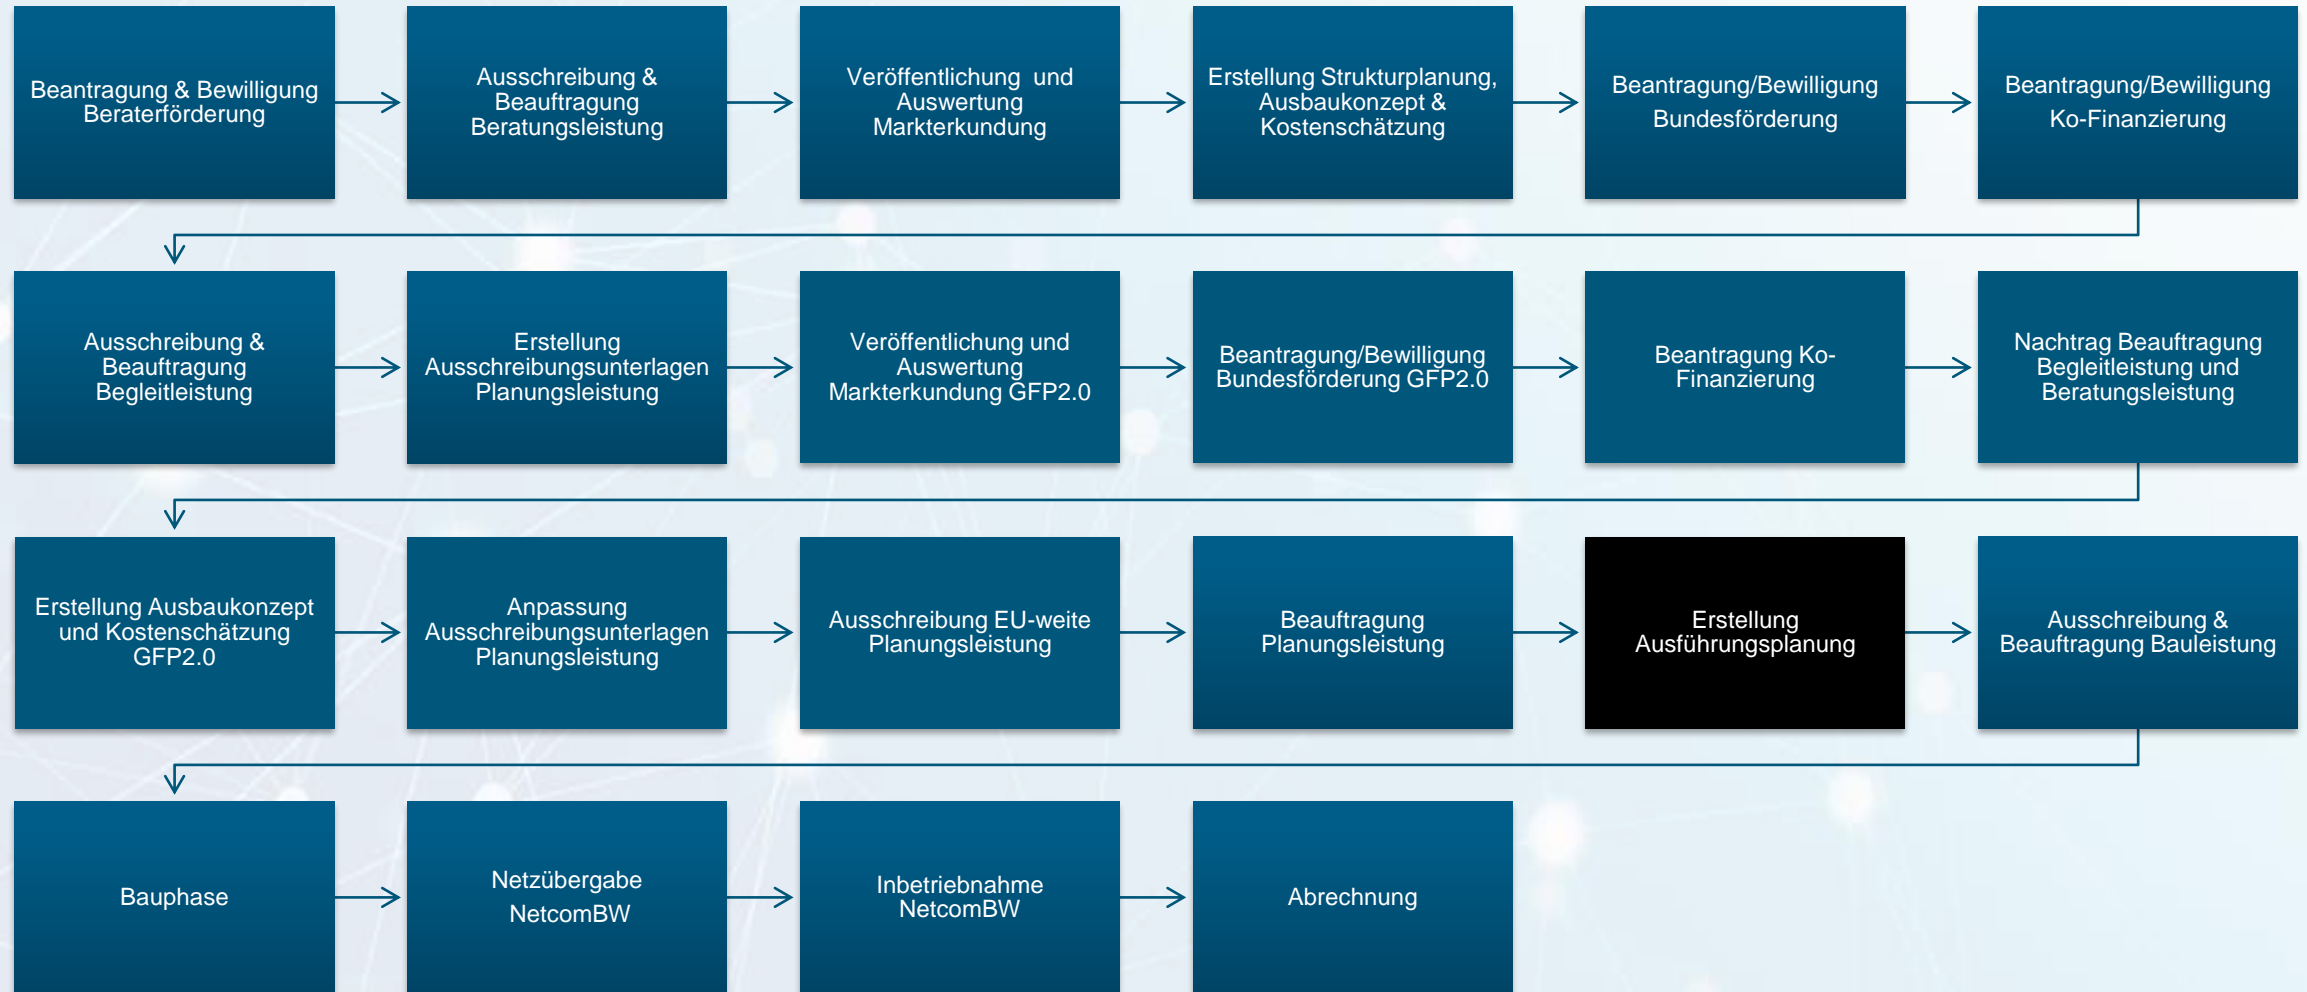 Beantragung & Bewilligung
Beraterförderung
Ausschreibung &
Beauftragung
Beratungsleistung
Veröffentlichung und
Auswertung
Markterkundung
Erstellung Strukturplanung,
Ausbaukonzept &
Kostenschätzung
Beantragung/Bewilligung
Bundesförderung
Beantragung/Bewilligung
Ko-Finanzierung
Ausschreibung &
Beauftragung
Begleitleistung
Erstellung
Ausschreibungsunterlagen
Planungsleistung
Veröffentlichung und
Auswertung
Markterkundung GFP2.0
Beantragung/Bewilligung
Bundesförderung GFP2.0
Beantragung Ko-
Finanzierung
Nachtrag Beauftragung
Begleitleistung und
Beratungsleistung
Erstellung Ausbaukonzept
und Kostenschätzung
GFP2.0
Anpassung
Ausschreibungsunterlagen
Planungsleistung
Ausschreibung EU-weite
Planungsleistung
Beauftragung
Planungsleistung
Erstellung
Ausführungsplanung
Ausschreibung &
Beauftragung Bauleistung
Bauphase
Netzübergabe
NetcomBW
Inbetriebnahme
NetcomBW
Abrechnung